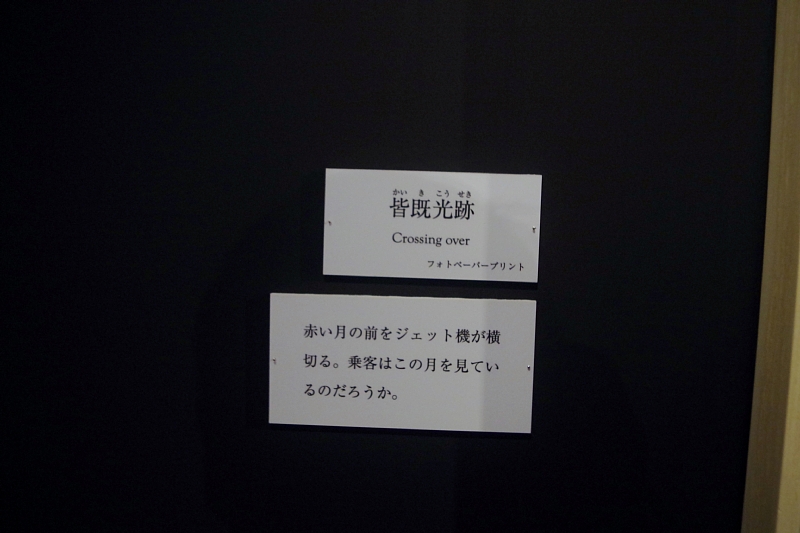 かいきこうせき
皆既光跡
Crossing over
フォトペーパープリント
赤い月の前をジェット機が横
切る。乗客はこの月を見てい
るのだろうか。